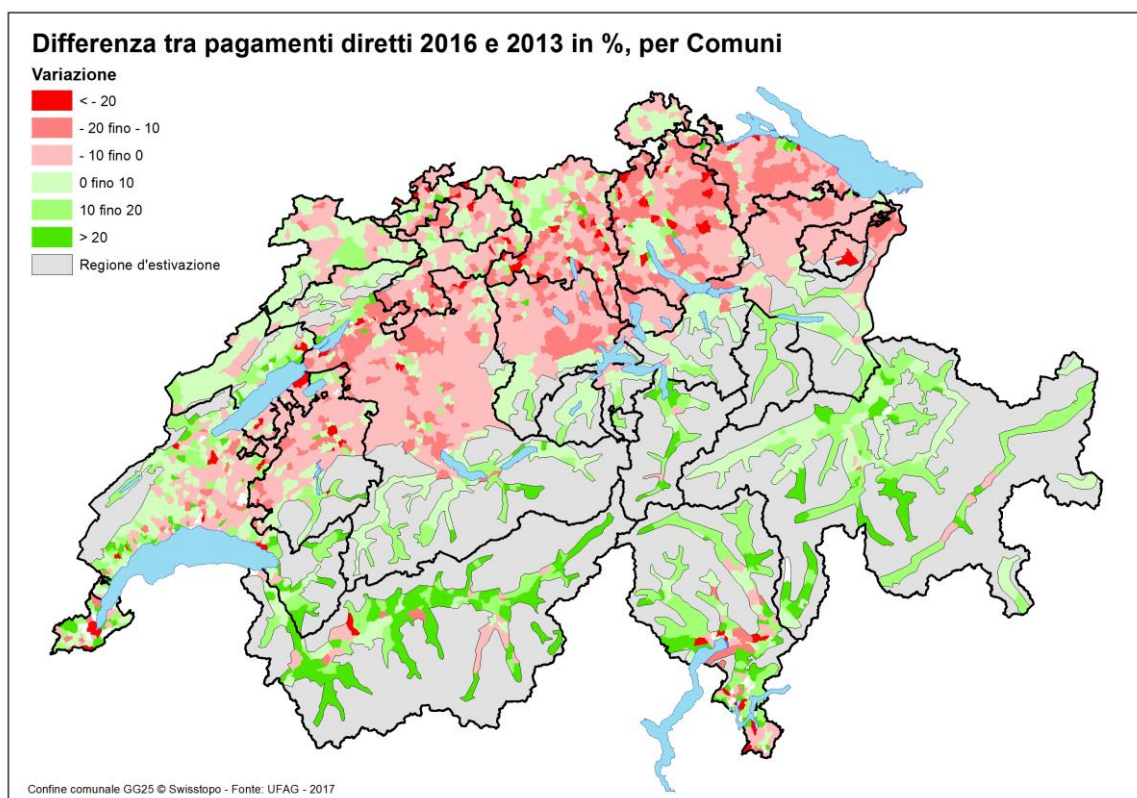 Differenza tra pagamenti diretti 2016 e 2013 in %, per Comuni
Variazione
< - 20
- 20 fino - 10
- 10 fino 0
0 fino 10
10 fino 20
> 20
Regione d'estivazione
Confine comunale GG25 © Swisstopo - Fonte: UFAG - 2017